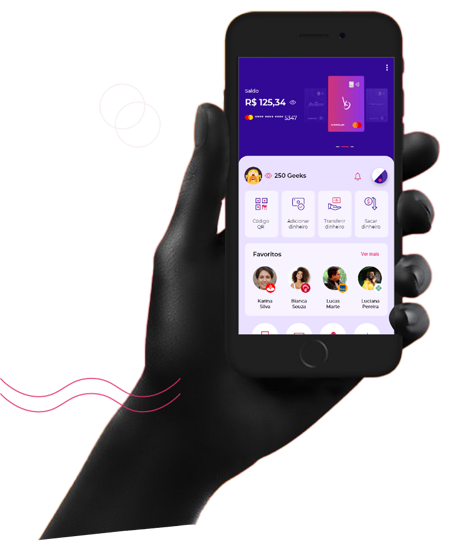 Saldo
R$ 125,34
**** **** **** 5347
250 Geeks
Código
QR
Adicionar
dinheiro
Transferir
dinheiro
Sacar
dinheiro
Favoritos
Ver mais
Karina
Silva
Bianca
Souza
Lucas
Marte
Luciana
Pereira